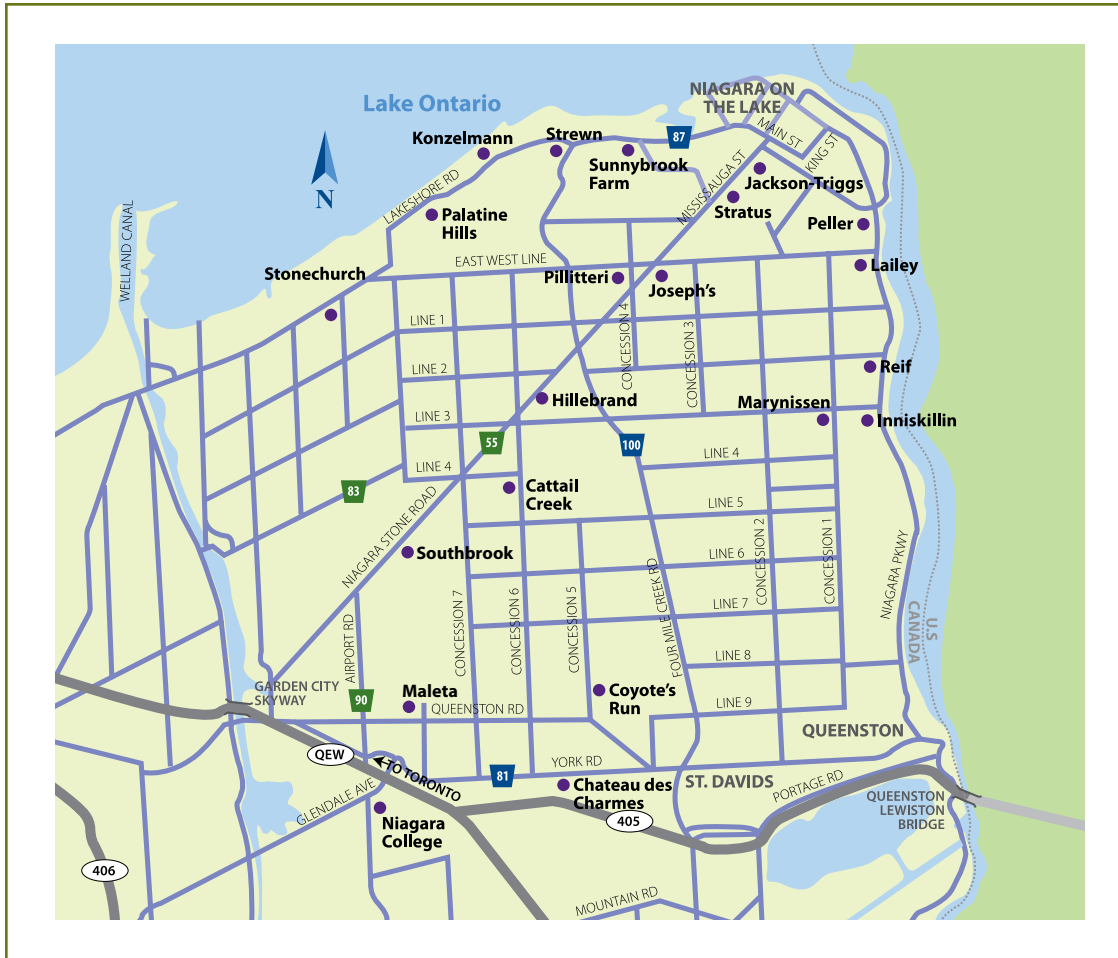 NIAGARA ON
THE LAKE
Lake Ontario
87
MAIN ST
Konzelmann
Strewn
KING ST
Sunnybrook
Farm
MISSISSAUGA ST
Jackson-Triggs
N
LAKESHORE RD
Stratus
Palatine
Hills
Peller
WELLAND CANAL
EAST WEST LINE
Stonechurch
Pillitteri
Joseph's
Lailey
LINE 1
CONCESSION 4
CONCESSION 3
LINE 2
Reif
Hillebrand
Marynissen
LINE 3
Inniskillin
55
100
LINE 4
LINE 4
83
Cattail
Creek
LINE 5
NIAGARA STONE ROAD
Southbrook
LINE 6
CONCESSION 2
CONCESSION 1
FOUR MILE CREEK RD
NIAGARA PKWY
CONCESSION 7
CONCESSION 6
CONCESSION 5
LINE 7
U.S
CANADA
AIRPORT RD
LINE 8
GARDEN CITY
SKYWAY
90
Maleta
Coyote's
Run
QUEENSTON RD
LINE 9
QUEENSTON
QEW
TO TORONTO
YORK RD
81
ST. DAVIDS
PORTAGE RD
Chateau des
Charmes
GLENDALE AVE
QUEENSTON
LEWISTON
BRIDGE
Niagara
College
405
406
MOUNTAIN RD